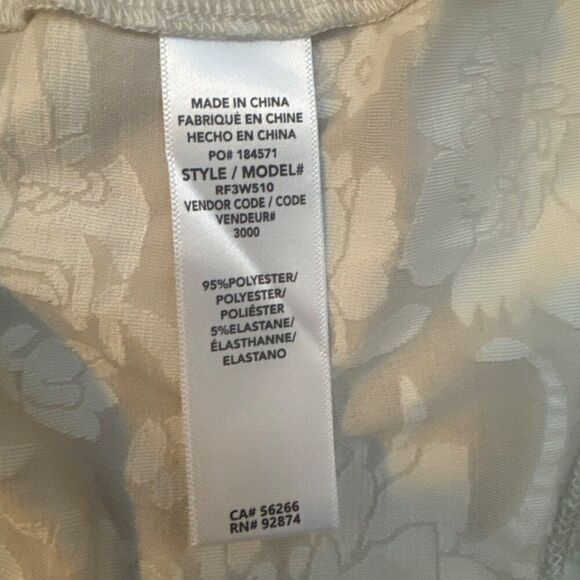 MADE IN CHINA
FABRIQUÉ EN CHINE
HECHO EN CHINA
PO# 184571
STYLE / MODEL#
RF3W510
VENDOR CODE / CODE
VENDEUR#
3000
95%POLYESTER/
POLYESTER/
POLIÉSTER
5%ELASTANE/
ÉLASTHANNE/
ELASTANO
CA# 56266
RN# 92874